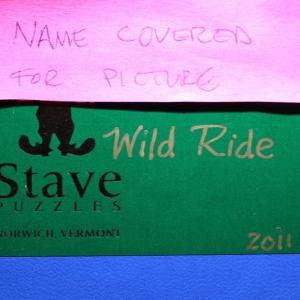 NAME COVERED
FOR PICTURE
Wild Ride
Stave
PUZZLES
NORWICH, VERMONT
2011